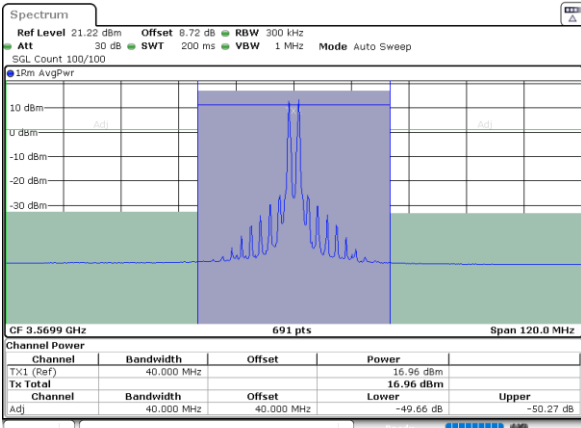 Spectrum
Ref Level 21.22 dBm Offset 8.72 dB RBW 300 kHz
Att 30 dB SWT 200 ms VBW 1 MHz Mode Auto Sweep
SGL Count 100/100
1Rm AvgPwr
10 dBm
Adj Adj
0 dBm
-10 dBm
-20 dBm
-30 dBm
CF 3.5699 GHz 691 pts Span 120.0 MHz
Channel Power
Channel Bandwidth Offset Power
TX1 (Ref) 40.000 MHz 16.96 dBm
Tx Total 16.96 dBm
Channel Bandwidth Offset Lower Upper
Adj 40.000 MHz 40.000 MHz -49.66 dB -50.27 dB